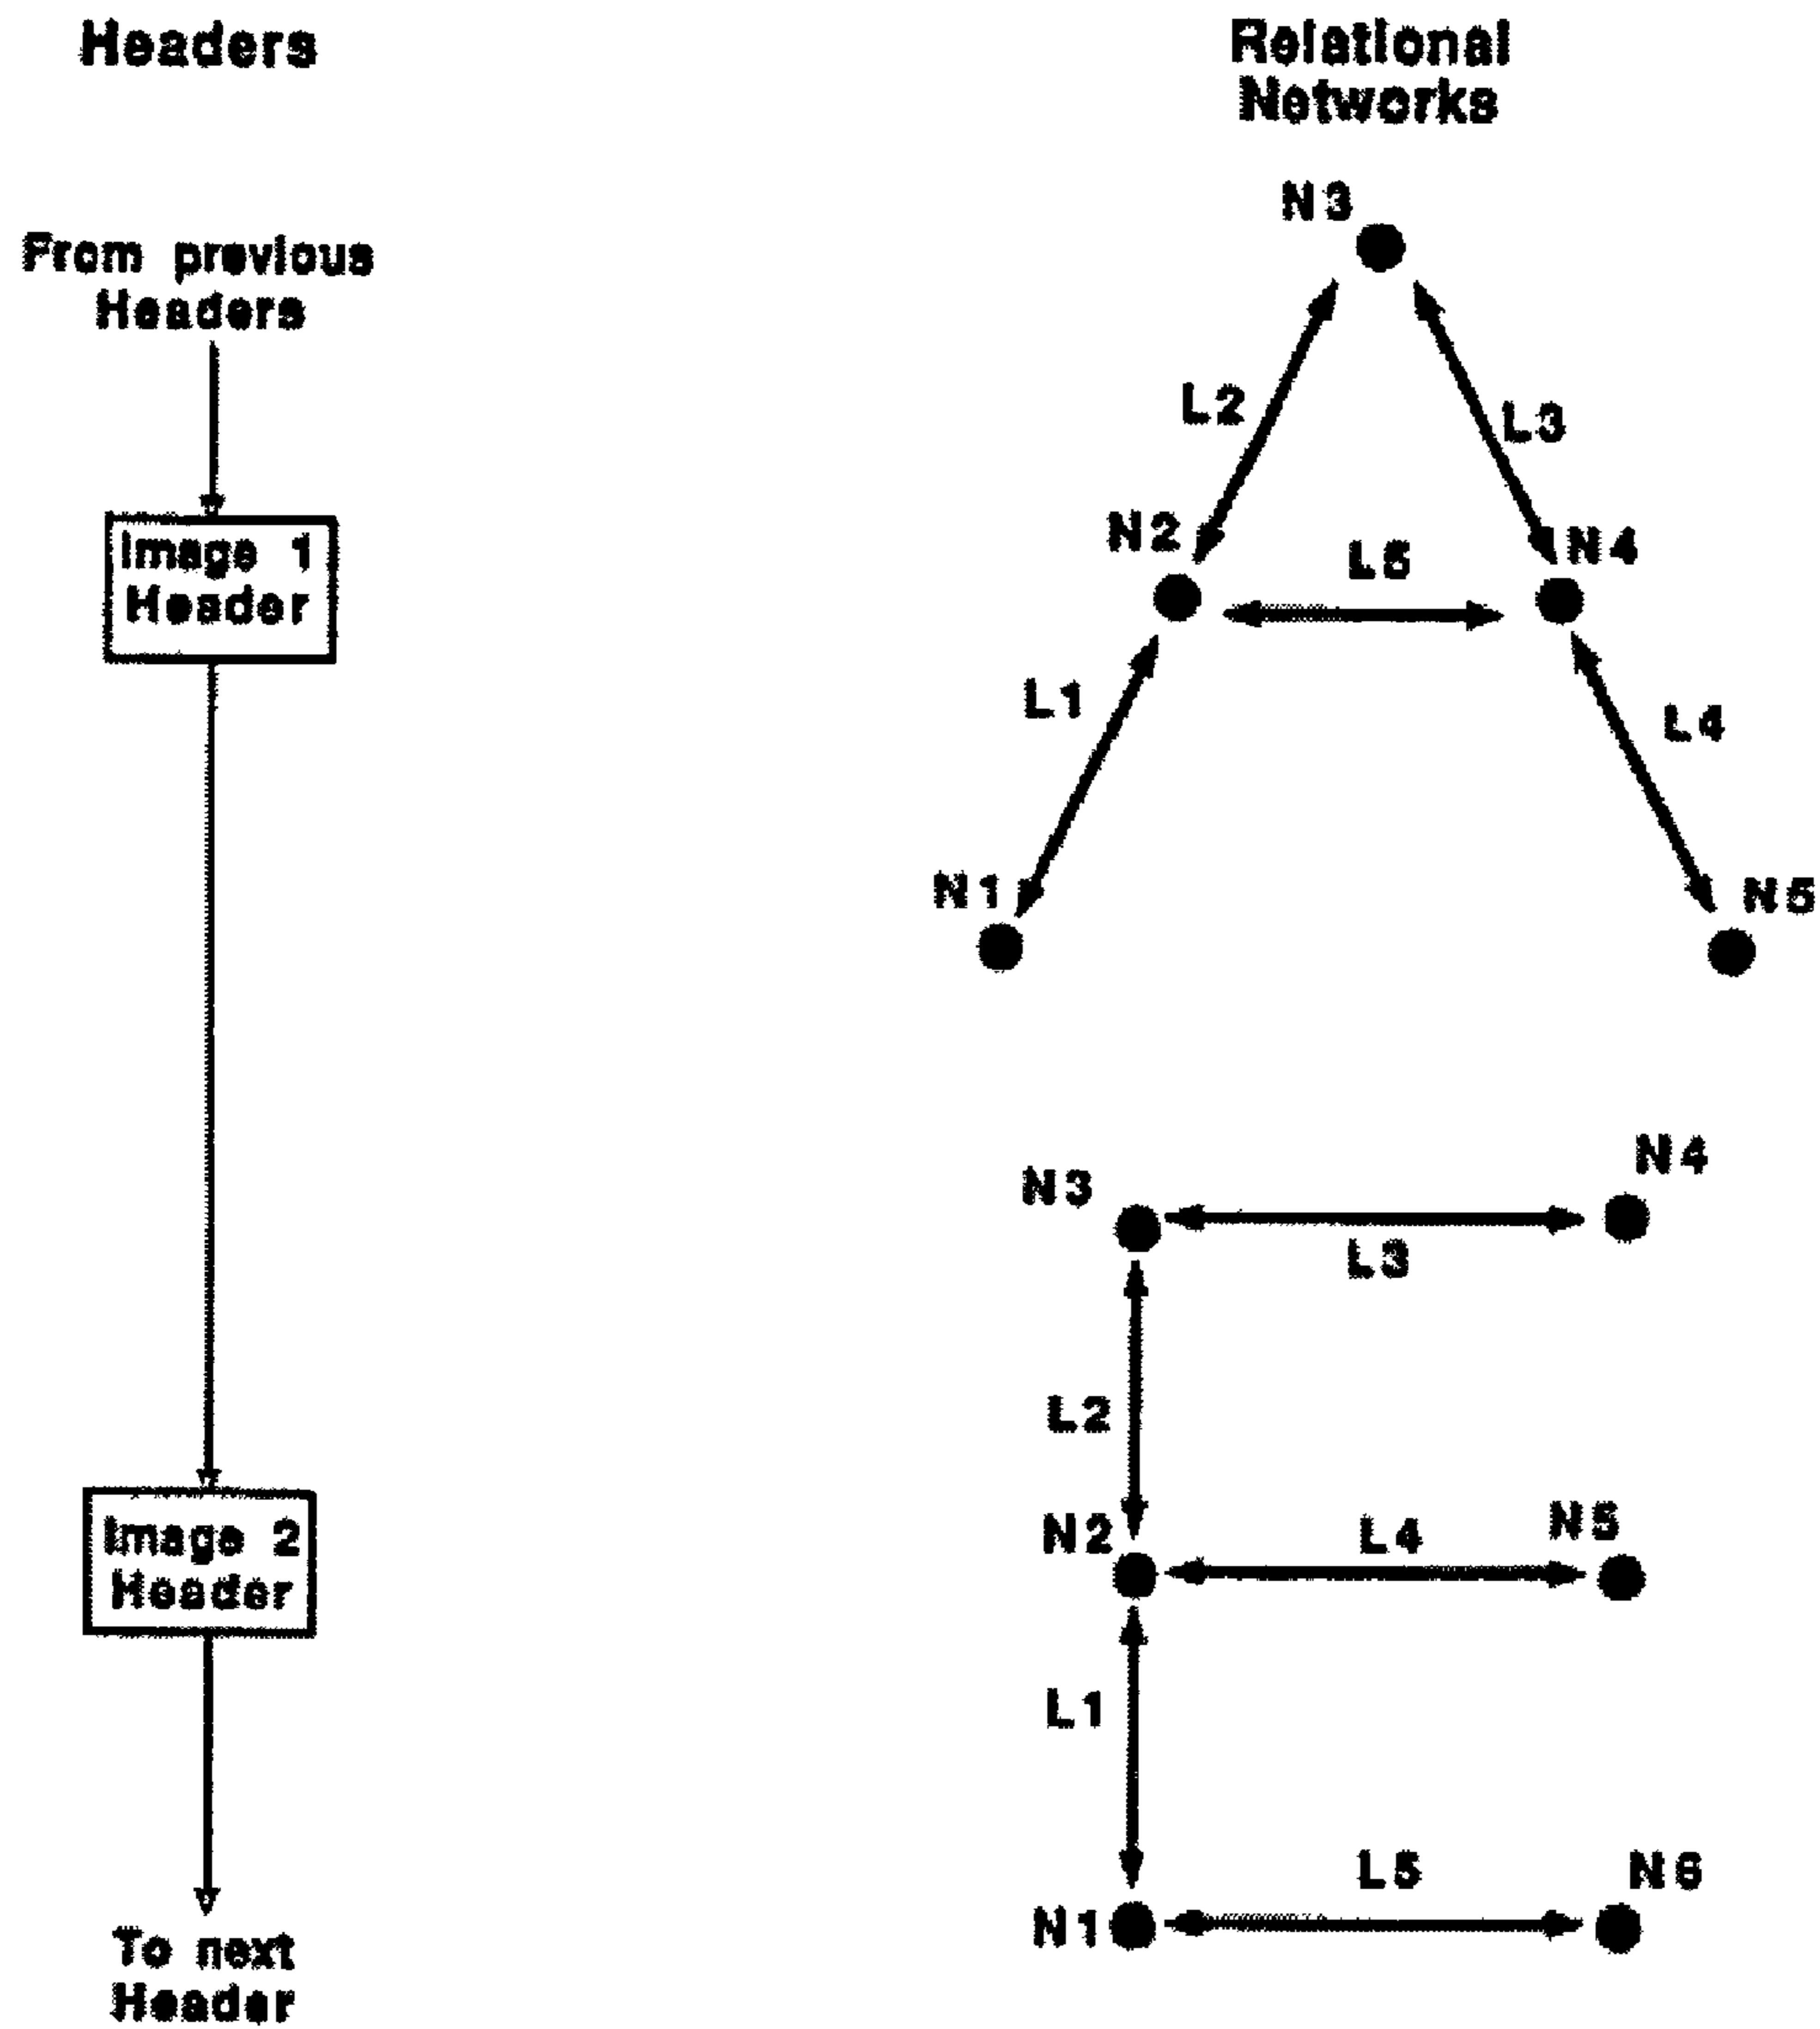 Headers
Relational
Networks
From previous
Headers
Image 1
Header
Image 2
Header
To next
Header
N3
L2
L3
N2
L5
N4
L1
L4
N1
N5
N3
N4
L3
L2
N2
L4
N5
L1
L5
N6
N1